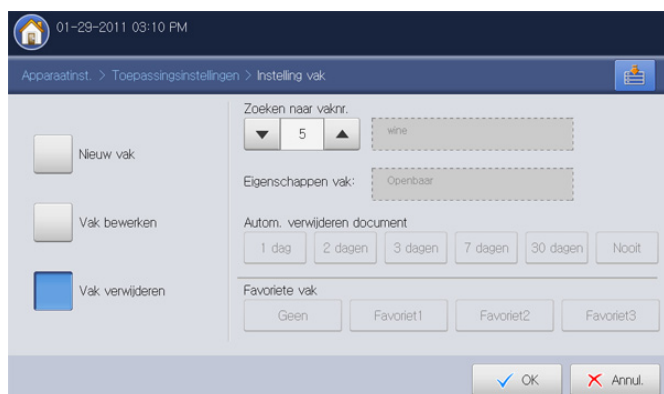 01-29-2011 03:10 PM
Apparaatinst. > Toepassingsinstellingen > Instelling vak
Nieuw vak
Vak bewerken
Vak verwijderen
Zoeken naar vaknr.
5
wine
Eigenschappen vak:
Openbaar
Autom. verwijderen document
1 dag
2 dagen
3 dagen
7 dagen
30 dagen
Nooit
Favoriete vak
Geen
Favoriet1
Favoriet2
Favoriet3
OK
Annul.